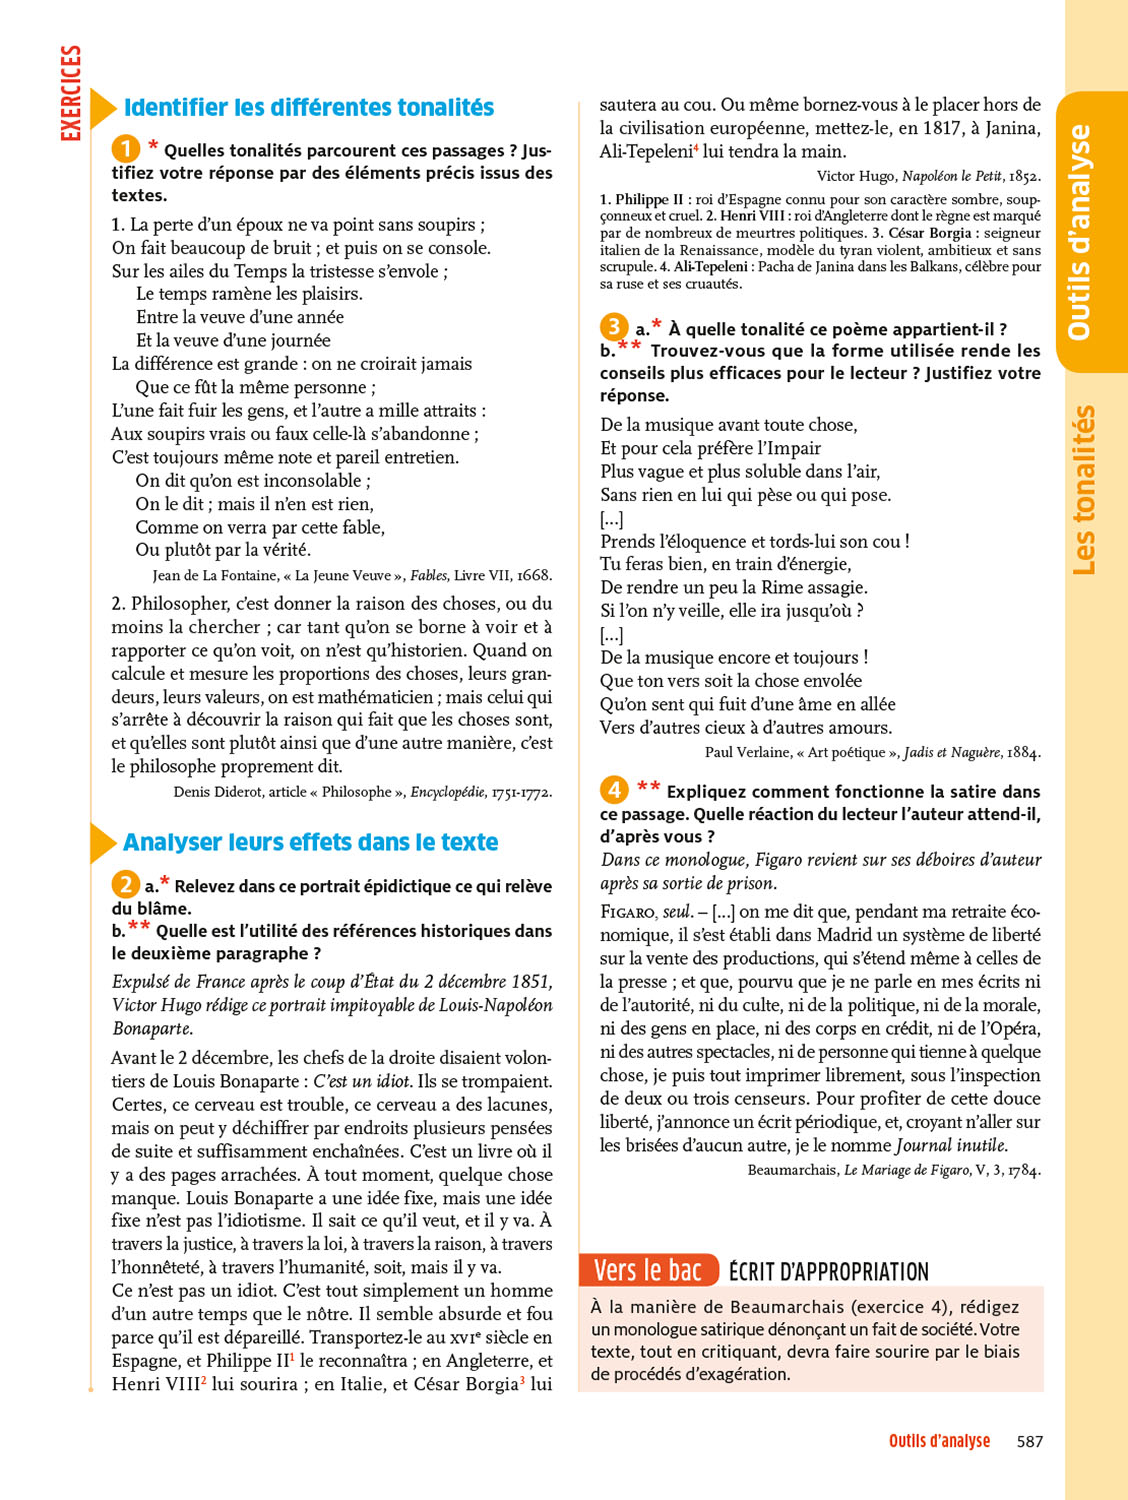 EXERCICES
Identifier les différentes tonalités
1 * Quelles tonalités parcourent ces passages ? Jus-
tifiez votre réponse par des éléments précis issus des
textes.
1. La perte d'un époux ne va point sans soupirs ;
On fait beaucoup de bruit ; et puis on se console.
Sur les ailes du Temps la tristesse s'envole ;
Le temps ramène les plaisirs.
Entre la veuve d'une année
Et la veuve d'une journée
La différence est grande : on ne croirait jamais
Que ce fût la même personne ;
L'une fait fuir les gens, et l'autre a mille attraits :
Aux soupirs vrais ou faux celle-là s'abandonne ;
C'est toujours même note et pareil entretien.
On dit qu'on est inconsolable ;
On le dit ; mais il n'en est rien,
Comme on verra par cette fable,
Ou plutôt par la vérité.
Jean de La Fontaine, « La Jeune Veuve », Fables, Livre VII, 1668.
2. Philosopher, c'est donner la raison des choses, ou du
moins la chercher ; car tant qu'on se borne à voir et à
rapporter ce qu'on voit, on n'est qu'historien. Quand on
calcule et mesure les proportions des choses, leurs gran-
deurs, leurs valeurs, on est mathématicien ; mais celui qui
s'arrête à découvrir la raison qui fait que les choses sont,
et qu'elles sont plutôt ainsi que d'une autre manière, c'est
le philosophe proprement dit.
Denis Diderot, article « Philosophe », Encyclopédie, 1751-1772.
Analyser leurs effets dans le texte
2 a.* Relevez dans ce portrait épidictique ce qui relève
du blâme.
b.** Quelle est l'utilité des références historiques dans
le deuxième paragraphe ?
Expulsé de France après le coup d'État du 2 décembre 1851,
Victor Hugo rédige ce portrait impitoyable de Louis-Napoléon
Bonaparte.
Avant le 2 décembre, les chefs de la droite disaient volon-
tiers de Louis Bonaparte : C'est un idiot. Ils se trompaient.
Certes, ce cerveau est trouble, ce cerveau a des lacunes,
mais on peut y déchiffrer par endroits plusieurs pensées
de suite et suffisamment enchaînées. C'est un livre où il
y a des pages arrachées. À tout moment, quelque chose
manque. Louis Bonaparte a une idée fixe, mais une idée
fixe n'est pas l'idiotisme. Il sait ce qu'il veut, et il y va. À
travers la justice, à travers la loi, à travers la raison, à travers
l'honnêteté, à travers l'humanité, soit, mais il y va.
Ce n'est pas un idiot. C'est tout simplement un homme
d'un autre temps que le nôtre. Il semble absurde et fou
parce qu'il est dépareillé. Transportez-le au XVIe siècle en
Espagne, et Philippe II1 le reconnaîtra ; en Angleterre, et
Henri VIII2 lui sourira ; en Italie, et César Borgia3 lui
sautera au cou. Ou même bornez-vous à le placer hors de
la civilisation européenne, mettez-le, en 1817, à Janina,
Ali-Tepeleni4 lui tendra la main.
Victor Hugo, Napoléon le Petit, 1852.
1. Philippe II : roi d'Espagne connu pour son caractère sombre, soup-
çonneux et cruel. 2. Henri VIII : roi d'Angleterre dont le règne est marqué
par de nombreux de meurtres politiques. 3. César Borgia : seigneur
italien de la Renaissance, modèle du tyran violent, ambitieux et sans
scrupule. 4. Ali-Tepeleni : Pacha de Janina dans les Balkans, célèbre pour
sa ruse et ses cruautés.
3 a.* À quelle tonalité ce poème appartient-il ?
b.** Trouvez-vous que la forme utilisée rende les
conseils plus efficaces pour le lecteur ? Justifiez votre
réponse.
De la musique avant toute chose,
Et pour cela préfère l'Impair
Plus vague et plus soluble dans l'air,
Sans rien en lui qui pèse ou qui pose.
[...]
Prends l'éloquence et tords-lui son cou !
Tu feras bien, en train d'énergie,
De rendre un peu la Rime assagie.
Si l'on n'y veille, elle ira jusqu'où ?
[...]
De la musique encore et toujours !
Que ton vers soit la chose envolée
Qu'on sent qui fuit d'une âme en allée
Vers d'autres cieux à d'autres amours.
Paul Verlaine, « Art poétique », Jadis et Naguère, 1884.
4 ** Expliquez comment fonctionne la satire dans
ce passage. Quelle réaction du lecteur l'auteur attend-il,
d'après vous ?
Dans ce monologue, Figaro revient sur ses déboires d'auteur
après sa sortie de prison.
FIGARO, seul. – [...] on me dit que, pendant ma retraite éco-
nomique, il s'est établi dans Madrid un système de liberté
sur la vente des productions, qui s'étend même à celles de
la presse ; et que, pourvu que je ne parle en mes écrits ni
de l'autorité, ni du culte, ni de la politique, ni de la morale,
ni des gens en place, ni des corps en crédit, ni de l'Opéra,
ni des autres spectacles, ni de personne qui tienne à quelque
chose, je puis tout imprimer librement, sous l'inspection
de deux ou trois censeurs. Pour profiter de cette douce
liberté, j'annonce un écrit périodique, et, croyant n'aller sur
les brisées d'aucun autre, je le nomme Journal inutile.
Beaumarchais, Le Mariage de Figaro, V, 3, 1784.
Vers le bac ÉCRIT D'APPROPRIATION
À la manière de Beaumarchais (exercice 4), rédigez
un monologue satirique dénonçant un fait de société. Votre
texte, tout en critiquant, devra faire sourire par le biais
de procédés d'exagération.
Outils d'analyse
Les tonalités
Outils d'analyse 587